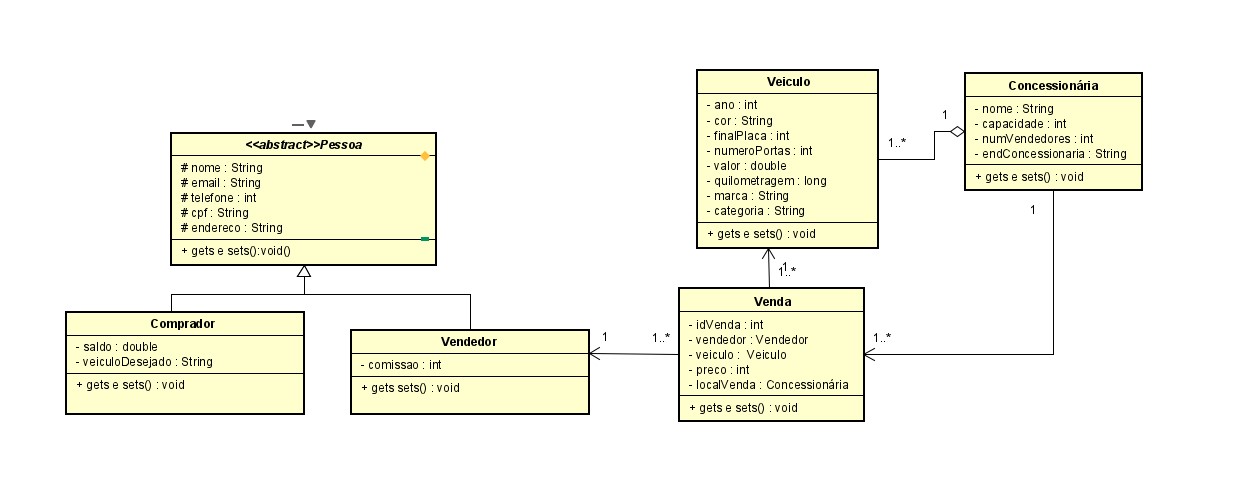 <<abstract>>Pessoa
# nome : String
# email : String
# telefone : int
# cpf : String
# endereco : String
+ gets e sets():void()
Comprador
- saldo : double
- veiculoDesejado : String
+ gets e sets() : void
Vendedor
- comissao : int
+ gets sets() : void
1
1..*
Veiculo
- ano : int
- cor : String
- finalPlaca : int
- numeroPortas : int
- valor : double
- quilometragem : long
- marca : String
- categoria : String
+ gets e sets() : void
1..*
1
Concessionária
- nome : String
- capacidade : int
- numVendedores : int
- endConcessionaria : String
+ gets e sets() : void
1
1
1..*
Venda
- idVenda : int
- vendedor : Vendedor
- veiculo : Veiculo
- preco : int
- localVenda : Concessionária
+ gets e sets() : void
1..*